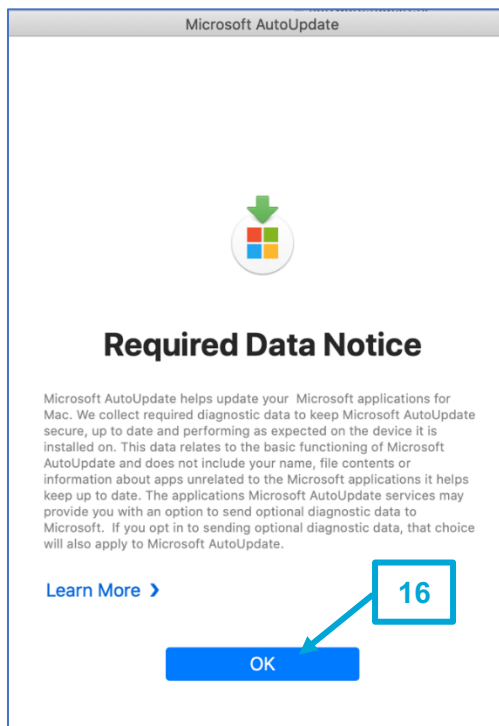 Microsoft AutoUpdate
Required Data Notice
Microsoft AutoUpdate helps update your  Microsoft applications for
Mac. We collect required diagnostic data to keep Microsoft AutoUpdate
secure, up to date and performing as expected on the device it is
installed on. This data relates to the basic functioning of Microsoft
AutoUpdate and does not include your name, file contents or
information about apps unrelated to the Microsoft applications it helps
keep up to date. The applications Microsoft AutoUpdate services may
provide you with an option to send optional diagnostic data to
Microsoft.  If you opt in to sending optional diagnostic data, that choice
will also apply to Microsoft AutoUpdate.
Learn More ❯
16
OK